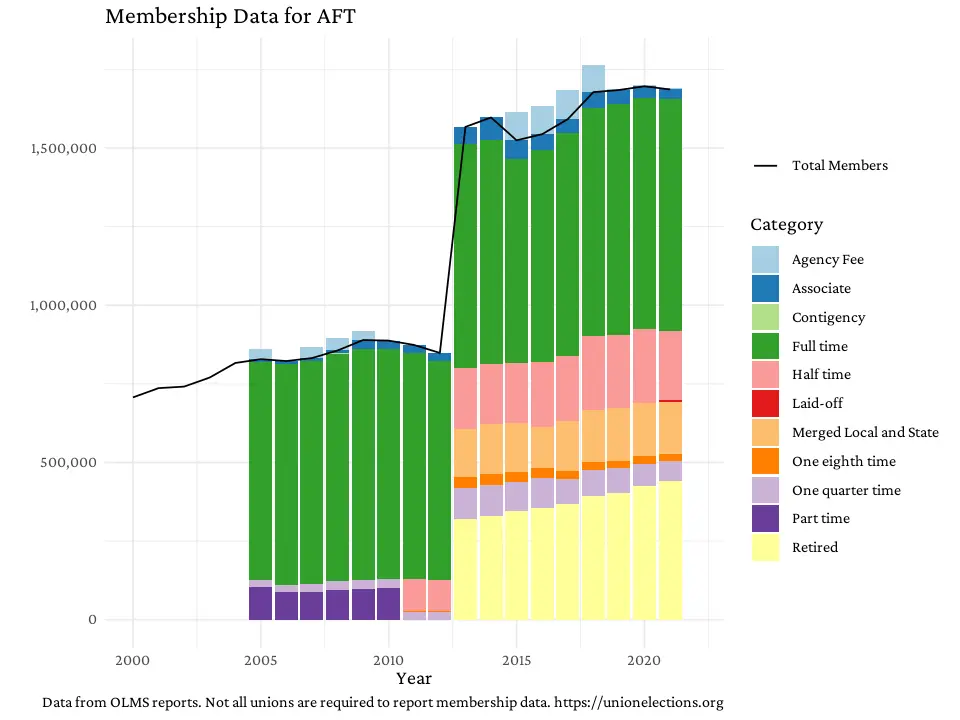 Membership Data for AFT
1,500,000
1,000,000
500,000
0
2000
2005
2010
2015
2020
Year
Total Members
Category
Agency Fee
Associate
Contigency
Full time
Half time
Laid-off
Merged Local and State
One eighth time
One quarter time
Part time
Retired
Data from OLMS reports. Not all unions are required to report membership data. https://unionelections.org